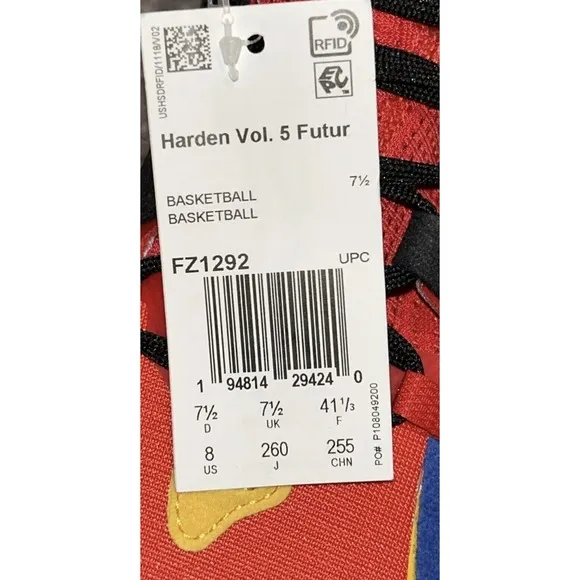 USHSDRFID/1118/V02
RFID
EPC™
Harden Vol. 5 Futur
7½
BASKETBALL
BASKETBALL
FZ1292 UPC
1 94814 29424 0
7½ 7½ 41⅓
D UK F
8 260 255
US J CHN
PO# P108049200